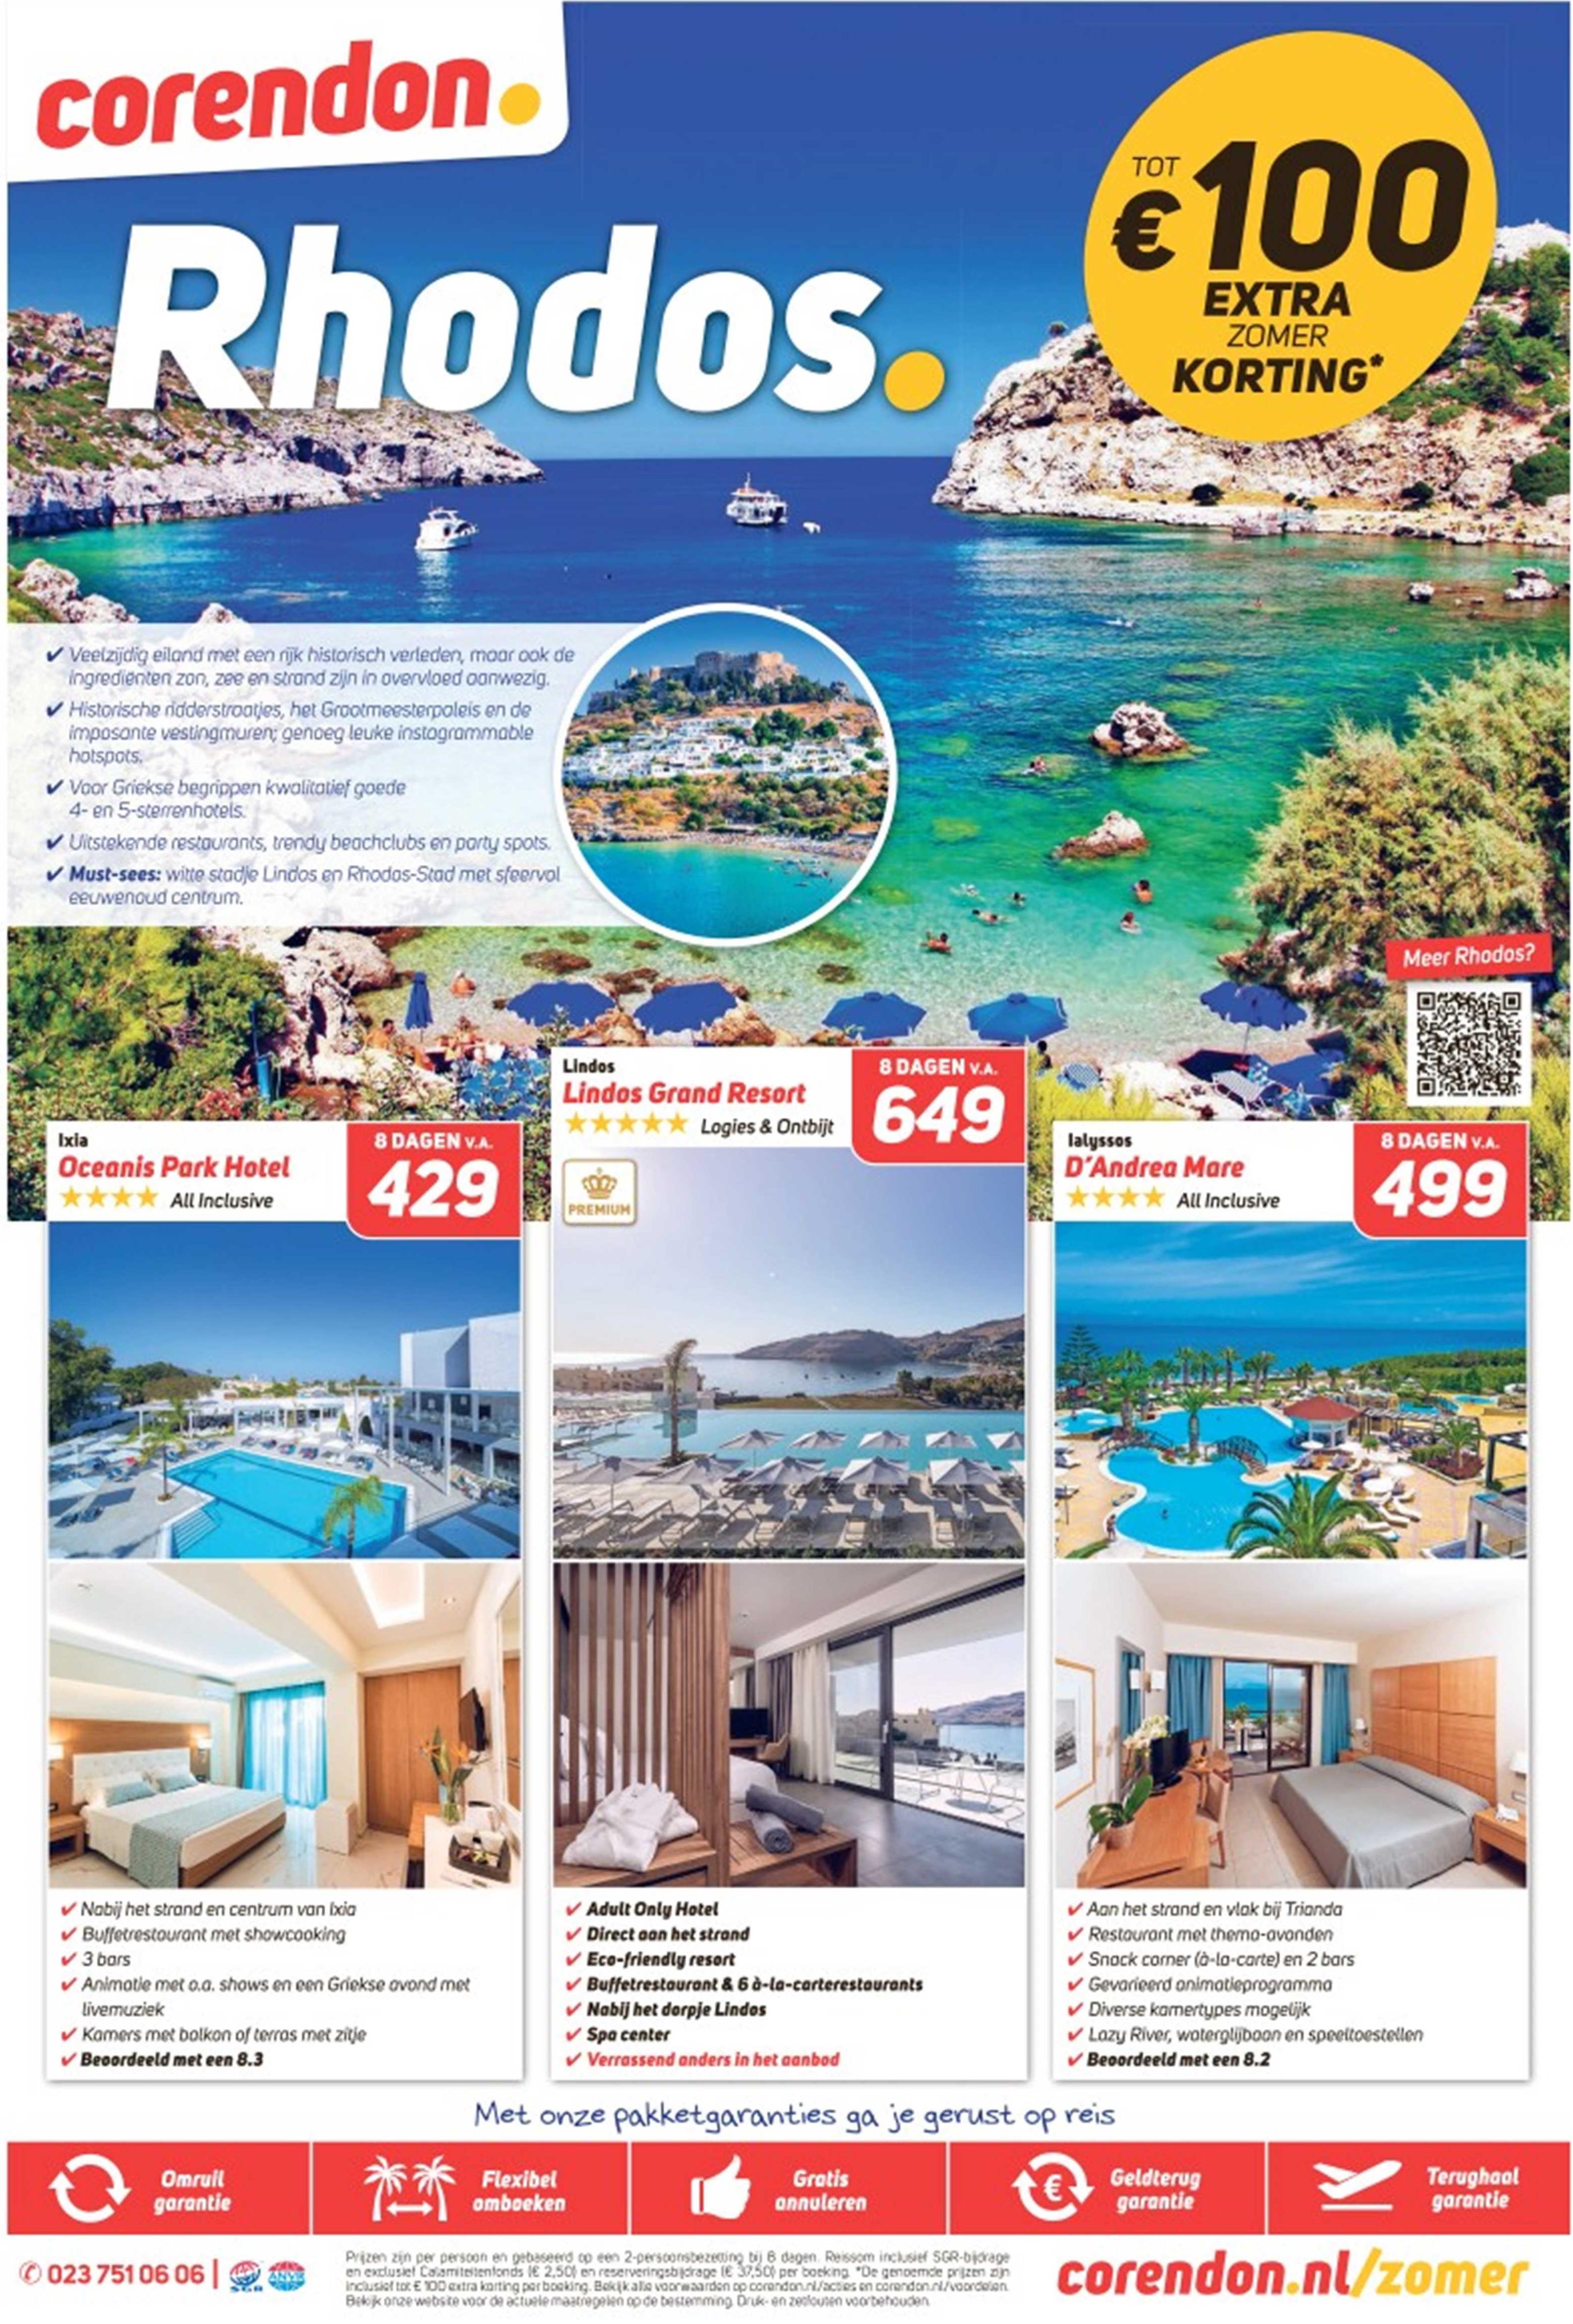 corendon.
TOT
€100
EXTRA
ZOMER
KORTING*
Rhodos.
✔ Veelzijdig eiland met een rijk historisch verleden, maar ook de
ingrediënten zon, zee en strand zijn in overvloed aanwezig.
✔ Historische ridderstraatjes, het Grootmeesterpaleis en de
imposante vestingmuren; genoeg leuke instagrammable
hotspots.
✔ Voor Griekse begrippen kwalitatief goede
4- en 5-sterrenhotels.
✔ Uitstekende restaurants, trendy beachclubs en party spots.
✔ Must-sees: witte stadje Lindos en Rhodos-Stad met sfeervol
eeuwenoud centrum.
Meer Rhodos?
Ixia
Oceanis Park Hotel
★★★★ All Inclusive
8 DAGEN V.A.
429
✔ Nabij het strand en centrum van Ixia
✔ Buffetrestaurant met showcooking
✔ 3 bars
✔ Animatie met o.a. shows en een Griekse avond met
livemuziek
✔ Kamers met balkon of terras met zitje
✔ Beoordeeld met een 8.3
Lindos
Lindos Grand Resort
★★★★★ Logies & Ontbijt
8 DAGEN V.A.
649
PREMIUM
✔ Adult Only Hotel
✔ Direct aan het strand
✔ Eco-friendly resort
✔ Buffetrestaurant & 6 à-la-carterestaurants
✔ Nabij het dorpje Lindos
✔ Spa center
✔ Verrassend anders in het aanbod
Ialyssos
D'Andrea Mare
★★★★ All Inclusive
8 DAGEN V.A.
499
✔ Aan het strand en vlak bij Trianda
✔ Restaurant met thema-avonden
✔ Snack corner (à-la-carte) en 2 bars
✔ Gevarieerd animatieprogramma
✔ Diverse kamertypes mogelijk
✔ Lazy River, waterglijbaan en speeltoestellen
✔ Beoordeeld met een 8.2
Met onze pakketgaranties ga je gerust op reis
Omruil
garantie
Flexibel
omboeken
Gratis
annuleren
€
Geldterug
garantie
Terughaal
garantie
✆ 023 751 06 06 |
SGR
ANVR
Prijzen zijn per persoon en gebaseerd op een 2-persoonsbezetting bij 8 dagen. Reissom inclusief SGR-bijdrage
en exclusief Calamiteitenfonds (€ 2,50) en reserveringsbijdrage (€ 37,50) per boeking. *De genoemde prijzen zijn
inclusief tot € 100 extra korting per boeking. Bekijk alle voorwaarden op corendon.nl/acties en corendon.nl/voordelen.
Bekijk onze website voor de actuele maatregelen op de bestemming. Druk- en zetfouten voorbehouden.
corendon.nl/zomer